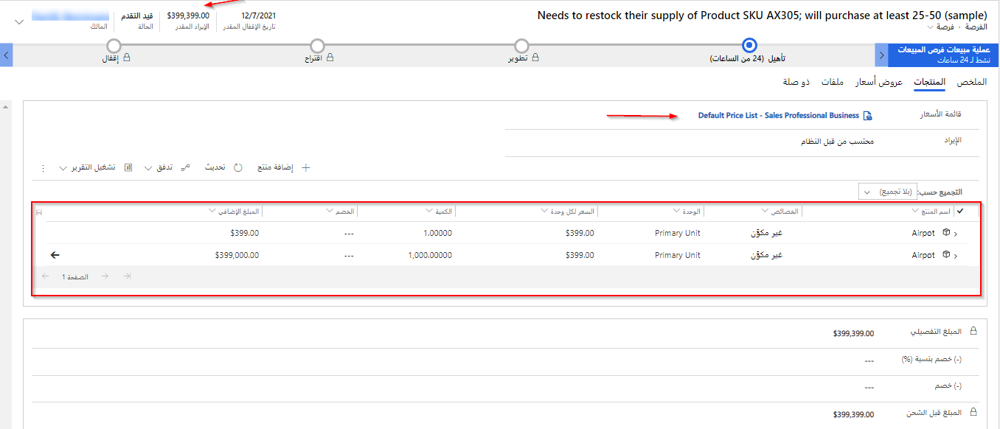 Needs to restock their supply of Product SKU AX305; will purchase at least 25-50 (sample)
الفرصة · فرصة
12/7/2021
تاريخ الإقفال المقدر
$399,399.00
الإيراد المقدر
قيد التقدم
الحالة
المالك
عملية مبيعات فرص المبيعات
نشط لـ 24 ساعات
تأهيل (24 من الساعات)
تطوير
اقتراح
إقفال
الملخص المنتجات عروض أسعار ملفات ذو صلة
قائمة الأسعار Default Price List - Sales Professional Business
الإيراد محتسب من قبل النظام
إضافة منتج تحديث تدفق تشغيل التقرير
التجميع حسب: (بلا تجميع)
اسم المنتج الخصائص الوحدة السعر لكل وحدة الكمية الخصم المبلغ الإضافي
Airpot غير مكوّن Primary Unit $399.00 1.00000 --- $399.00
Airpot غير مكوّن Primary Unit $399.00 1,000.00000 --- $399,000.00
الصفحة 1
المبلغ التفصيلي $399,399.00
(-) خصم بنسبة (%) ---
(-) خصم ---
المبلغ قبل الشحن $399,399.00